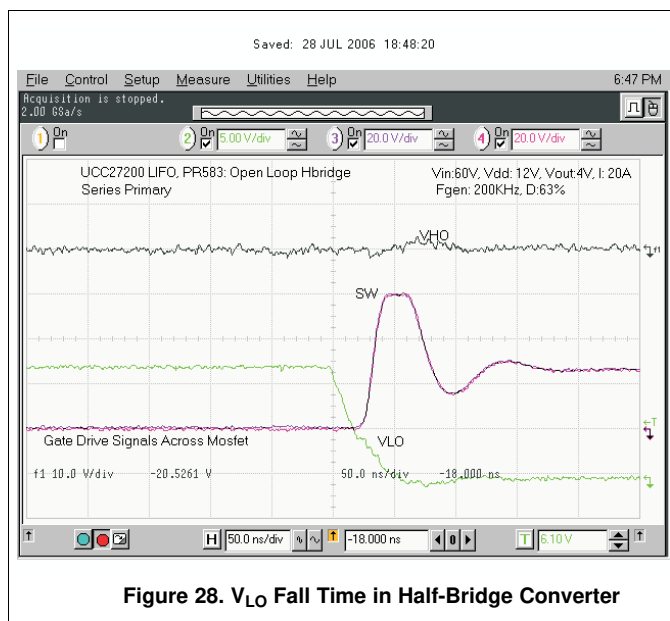 Saved: 28 JUL 2006 18:48:20
File Control Setup Measure Utilities Help 6:47 PM
Acquisition is stopped.
2.00 GSa/s
1 On 2 On 5.00 V/div 3 On 20.0 V/div 4 On 20.0 V/div
UCC27200 LIFO, PR583: Open Loop Hbridge Vin:60V, Vdd: 12V, Vout:4V, I: 20A
Series Primary Fgen: 200KHz, D:63%
VHO
f1
SW
T
Gate Drive Signals Across Mosfet VLO
f1 10.0 V/div -20.5261 V 50.0 ns/div -18.000 ns
H 50.0 ns/div -18.000 ns 0 T 6.10 V
Figure 28. VLO Fall Time in Half-Bridge Converter